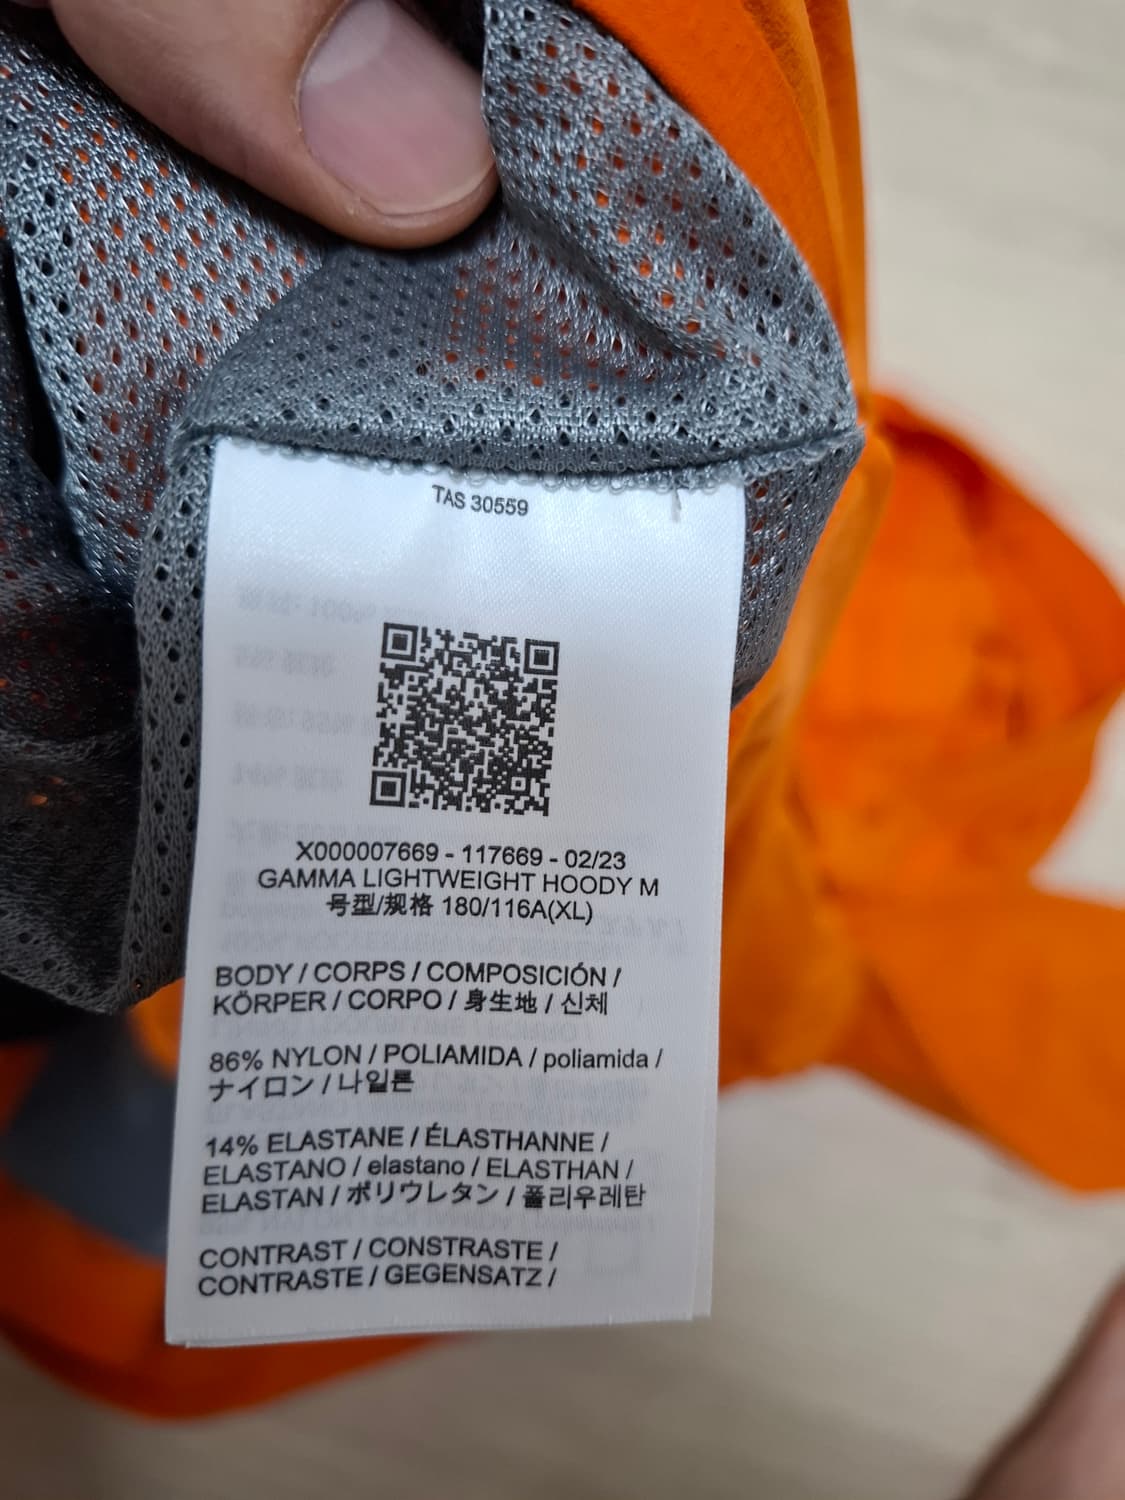 TAS 30559
X000007669 - 117669 - 02/23
GAMMA LIGHTWEIGHT HOODY M
号型/规格 180/116A(XL)
BODY / CORPS / COMPOSICIÓN /
KÖRPER / CORPO / 身生地 / 신체
86% NYLON / POLIAMIDA / poliamida /
ナイロン / 나일론
14% ELASTANE / ÉLASTHANNE /
ELASTANO / elastano / ELASTHAN /
ELASTAN / ポリウレタン / 폴리우레탄
CONTRAST / CONSTRASTE /
CONTRASTE / GEGENSATZ /